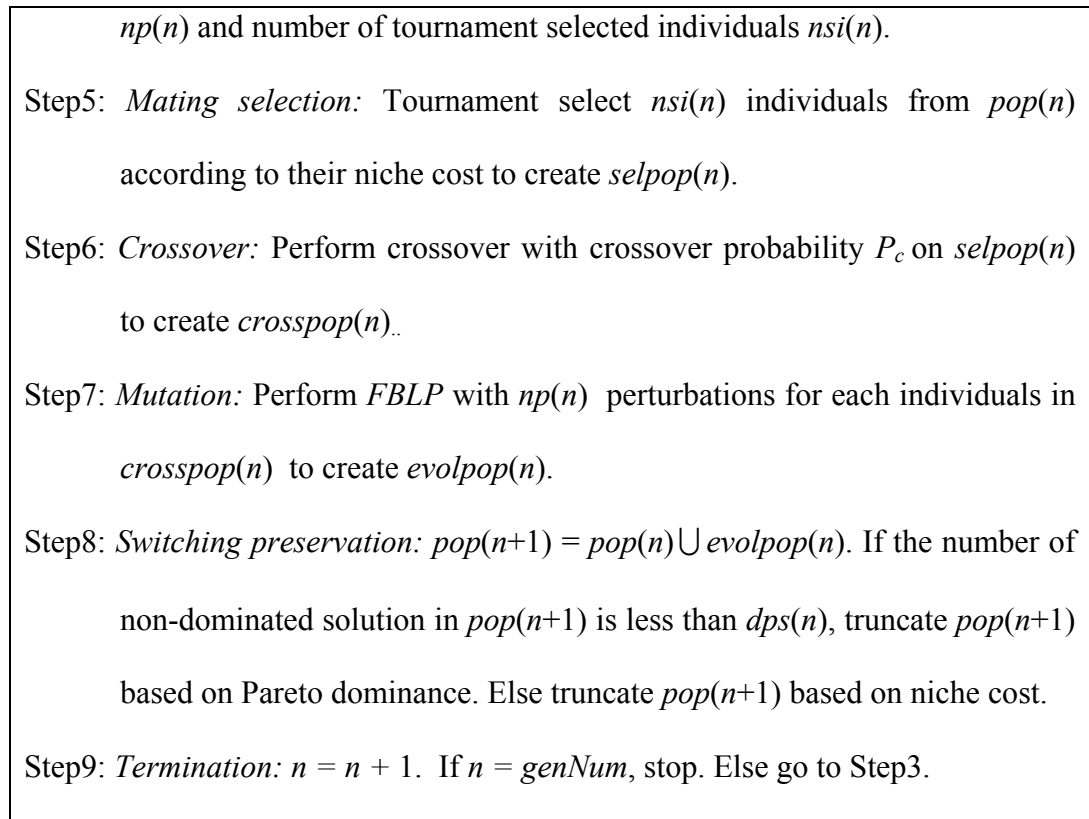 np(n) and number of tournament selected individuals nsi(n).
Step5: Mating selection: Tournament select nsi(n) individuals from pop(n)
according to their niche cost to create selpop(n).
Step6: Crossover: Perform crossover with crossover probability Pc on selpop(n)
to create crosspop(n)..
Step7: Mutation: Perform FBLP with np(n) perturbations for each individuals in
crosspop(n) to create evolpop(n).
Step8: Switching preservation: pop(n+1) = pop(n)∪evolpop(n). If the number of
non-dominated solution in pop(n+1) is less than dps(n), truncate pop(n+1)
based on Pareto dominance. Else truncate pop(n+1) based on niche cost.
Step9: Termination: n = n + 1. If n = genNum, stop. Else go to Step3.